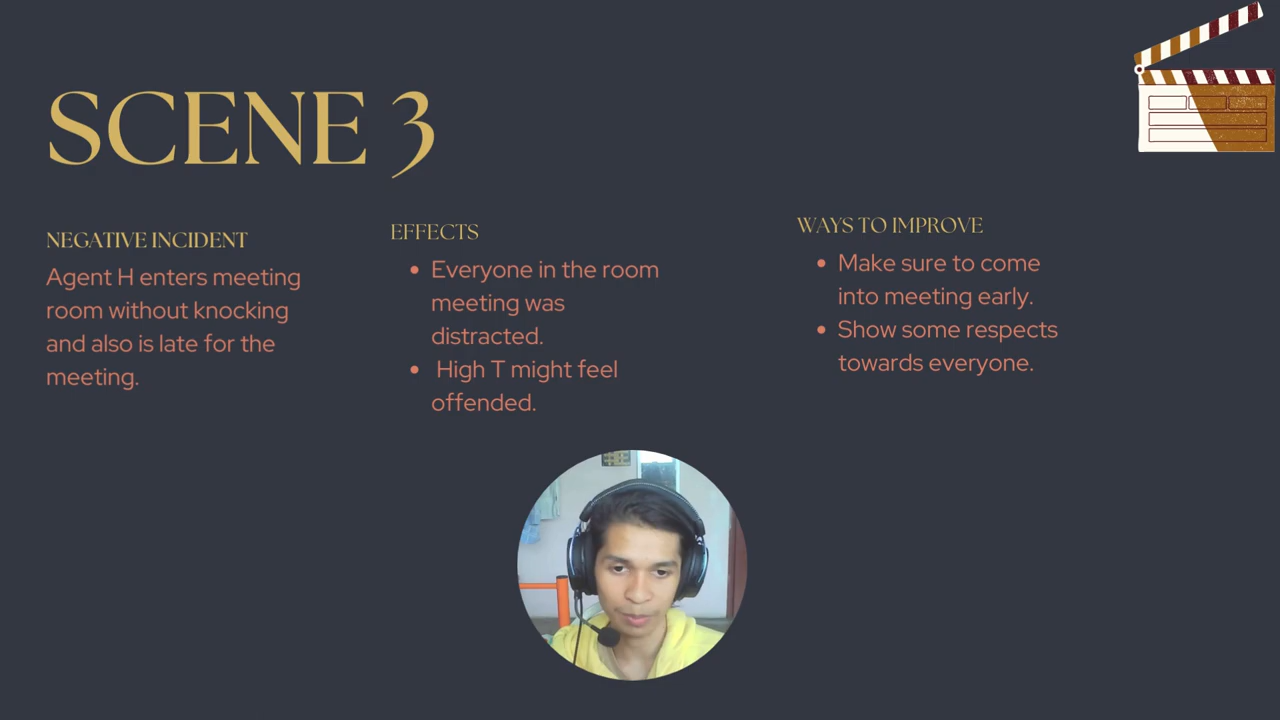 SCENE 3
NEGATIVE INCIDENT
Agent H enters meeting
room without knocking
and also is late for the
meeting.
EFFECTS
• Everyone in the room
meeting was
distracted.
• High T might feel
offended.
WAYS TO IMPROVE
• Make sure to come
into meeting early.
• Show some respects
towards everyone.